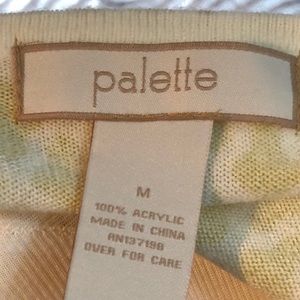 palette
M
100% ACRYLIC
MADE IN CHINA
RN137198
OVER FOR CARE